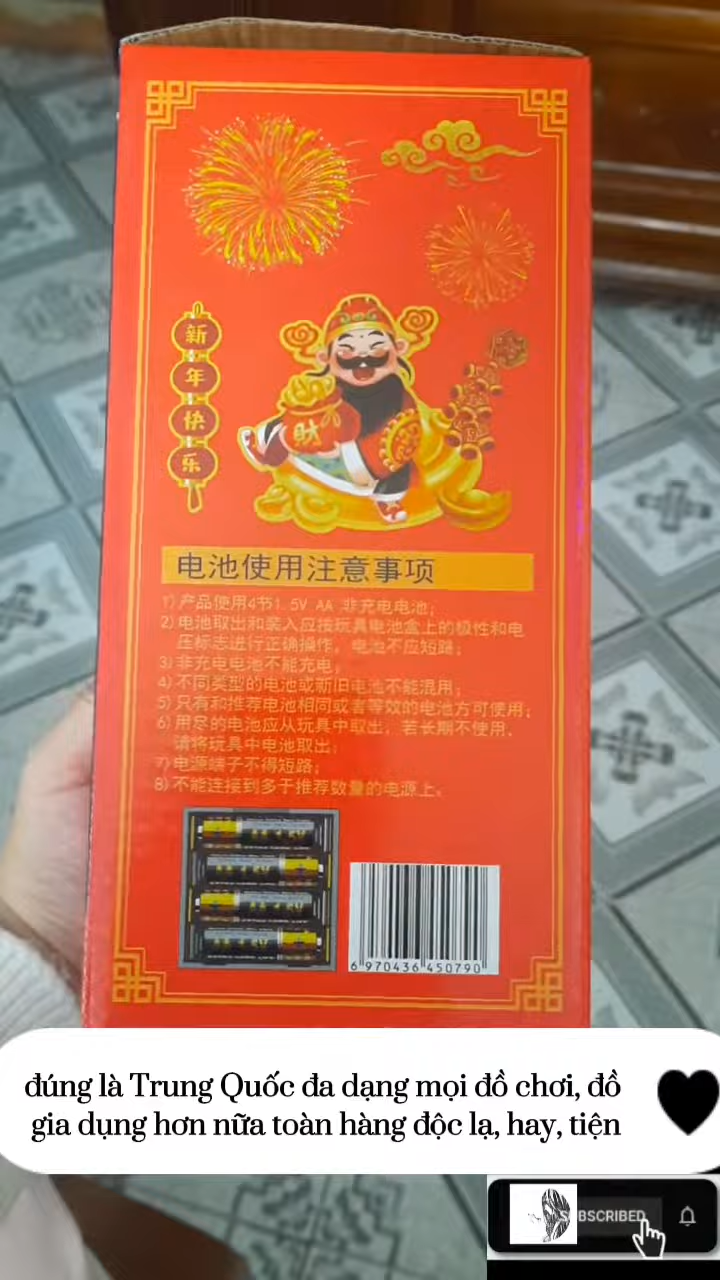 新
年
快
乐
财
电池使用注意事项
1) 产品使用4节1.5V AA 非充电电池;
2) 电池取出和装入应按玩具电池盒上的极性和电
压标志进行正确操作, 电池不应短路;
3) 非充电电池不能充电;
4) 不同类型的电池或新旧电池不能混用;
5) 只有和推荐电池相同或者等效的电池方可使用;
6) 用尽的电池应从玩具中取出, 若长期不使用,
请将玩具中电池取出;
7) 电源端子不得短路;
8) 不能连接到多于推荐数量的电源上。
6 970436 450790
đúng là Trung Quốc đa dạng mọi đồ chơi, đồ
gia dụng hơn nữa toàn hàng độc lạ, hay, tiện
SUBSCRIBED